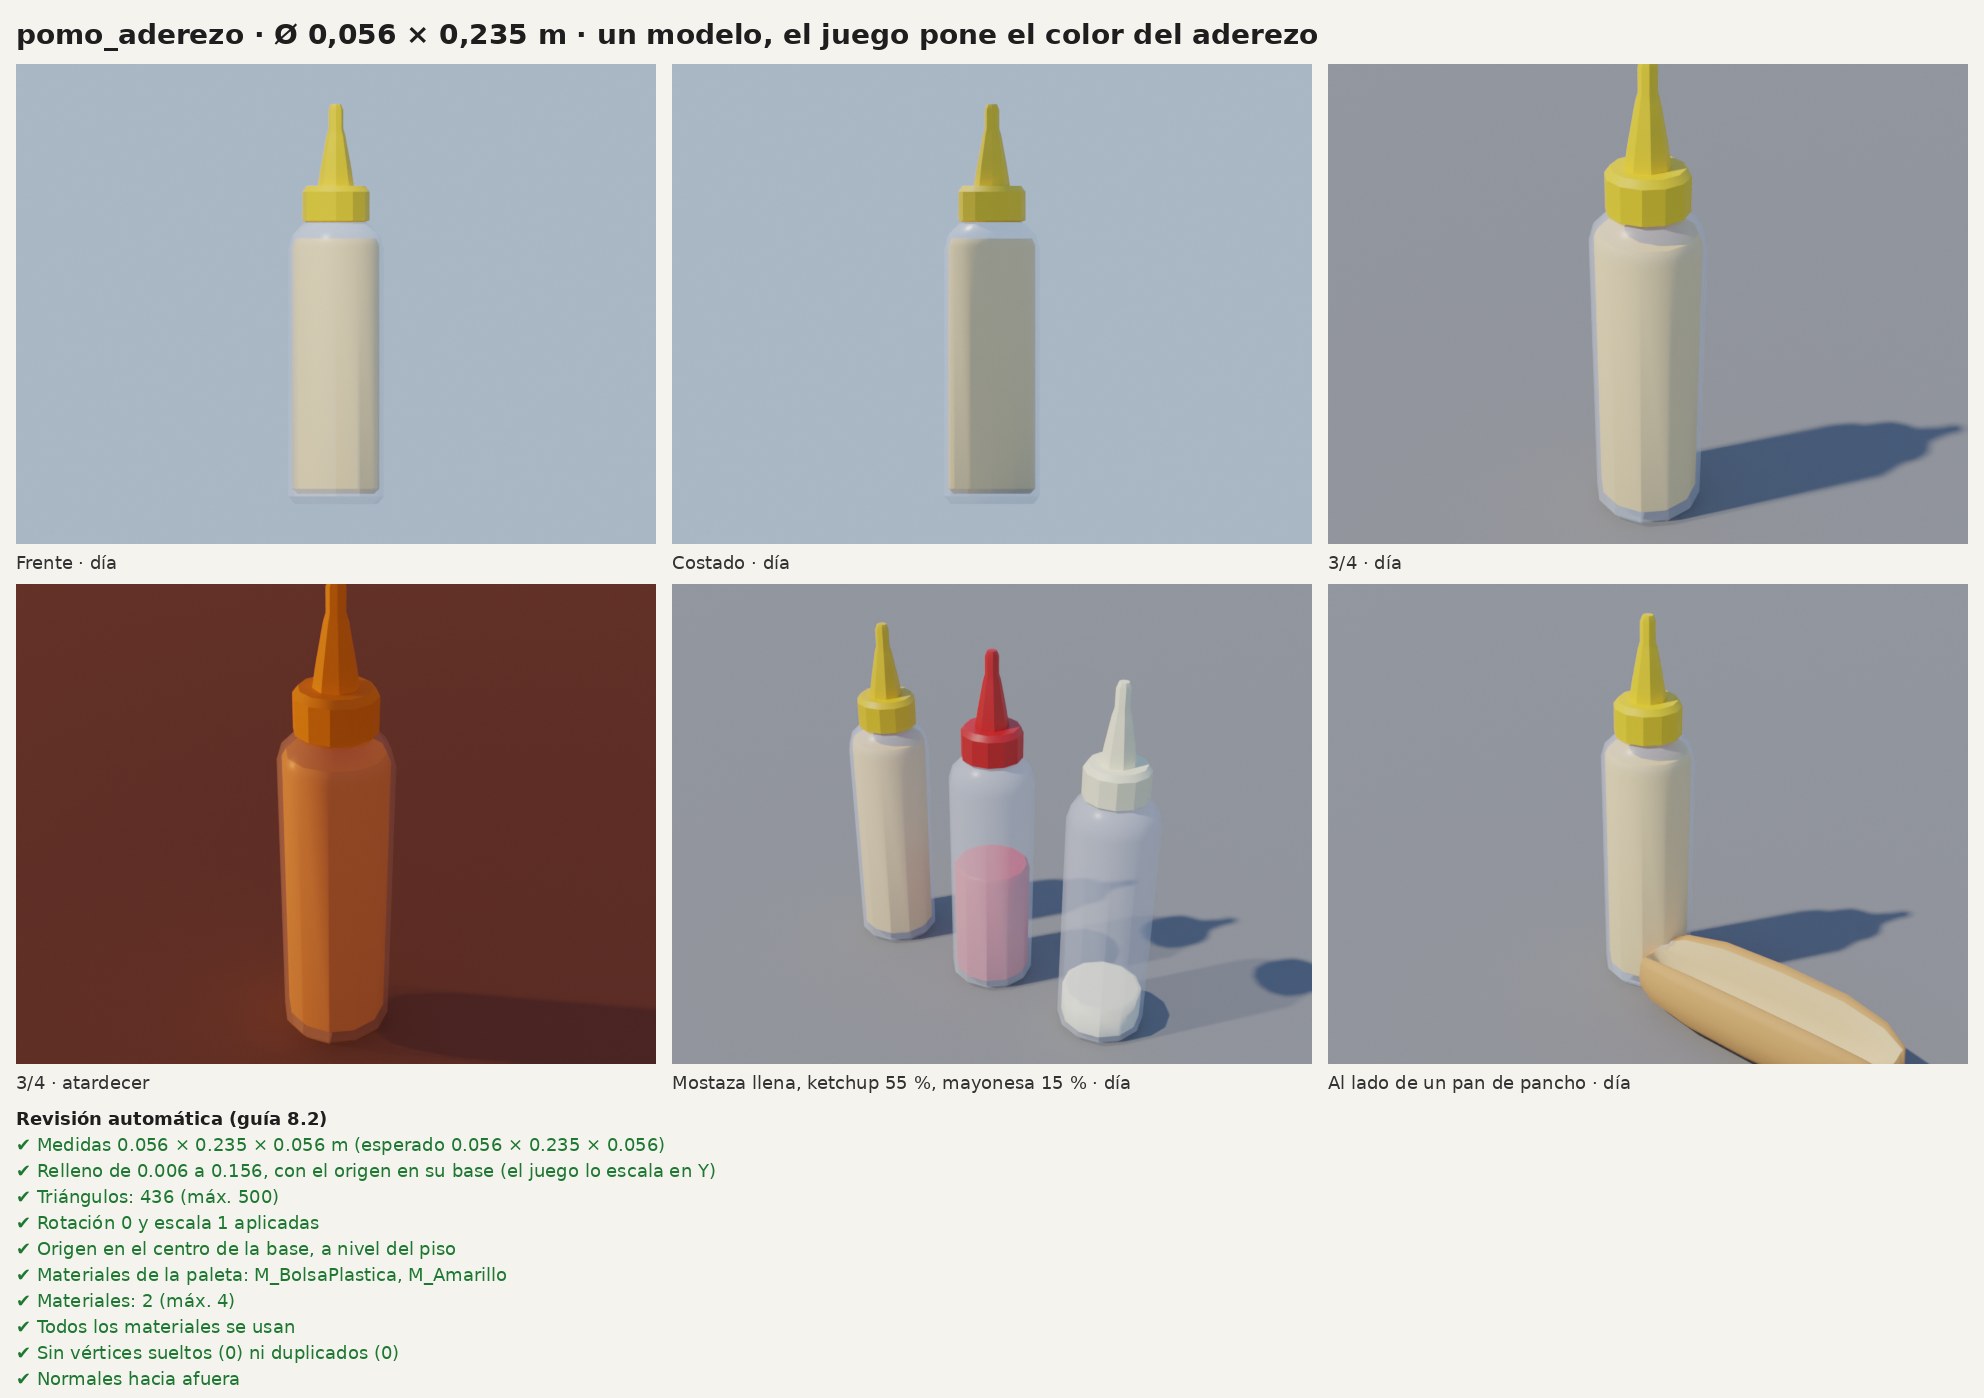 pomo_aderezo · Ø 0,056 × 0,235 m · un modelo, el juego pone el color del aderezo
Frente · día
Costado · día
3/4 · día
3/4 · atardecer
Mostaza llena, ketchup 55 %, mayonesa 15 % · día
Al lado de un pan de pancho · día
Revisión automática (guía 8.2)
✔ Medidas 0.056 × 0.235 × 0.056 m (esperado 0.056 × 0.235 × 0.056)
✔ Relleno de 0.006 a 0.156, con el origen en su base (el juego lo escala en Y)
✔ Triángulos: 436 (máx. 500)
✔ Rotación 0 y escala 1 aplicadas
✔ Origen en el centro de la base, a nivel del piso
✔ Materiales de la paleta: M_BolsaPlastica, M_Amarillo
✔ Materiales: 2 (máx. 4)
✔ Todos los materiales se usan
✔ Sin vértices sueltos (0) ni duplicados (0)
✔ Normales hacia afuera